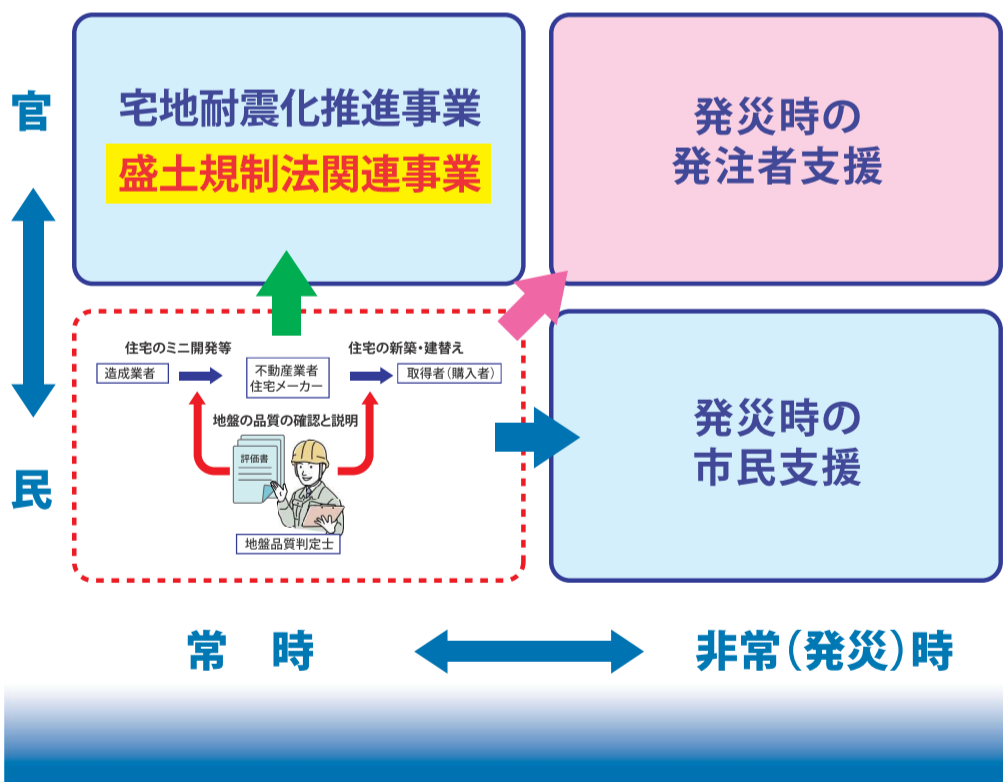 官
宅地耐震化推進事業
盛土規制法関連事業
発災時の
発注者支援
住宅のミニ開発等
住宅の新築・建替え
造成業者
不動産業者
住宅メーカー
取得者(購入者)
地盤の品質の確認と説明
評価書
地盤品質判定士
発災時の
市民支援
民
常 時
非常(発災)時